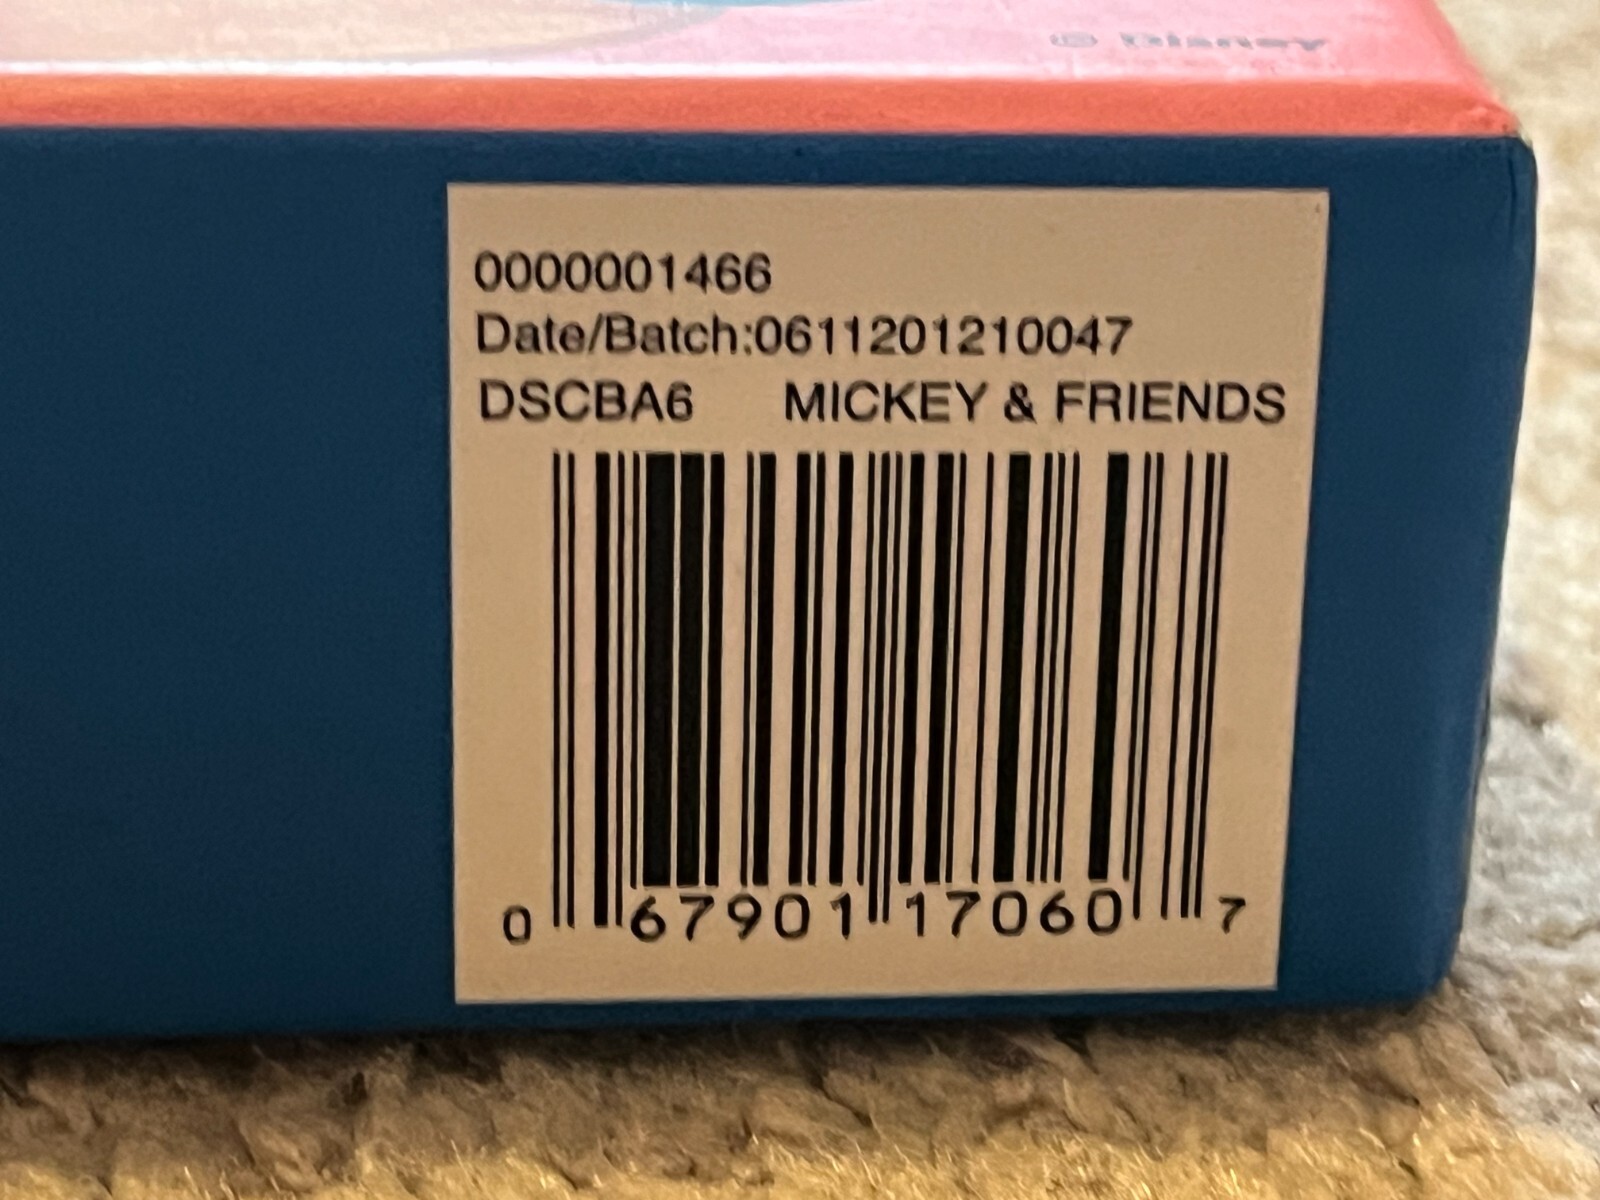 © Disney
0000001466
Date/Batch:0611201210047
DSCBA6 MICKEY & FRIENDS
0 67901 17060 7